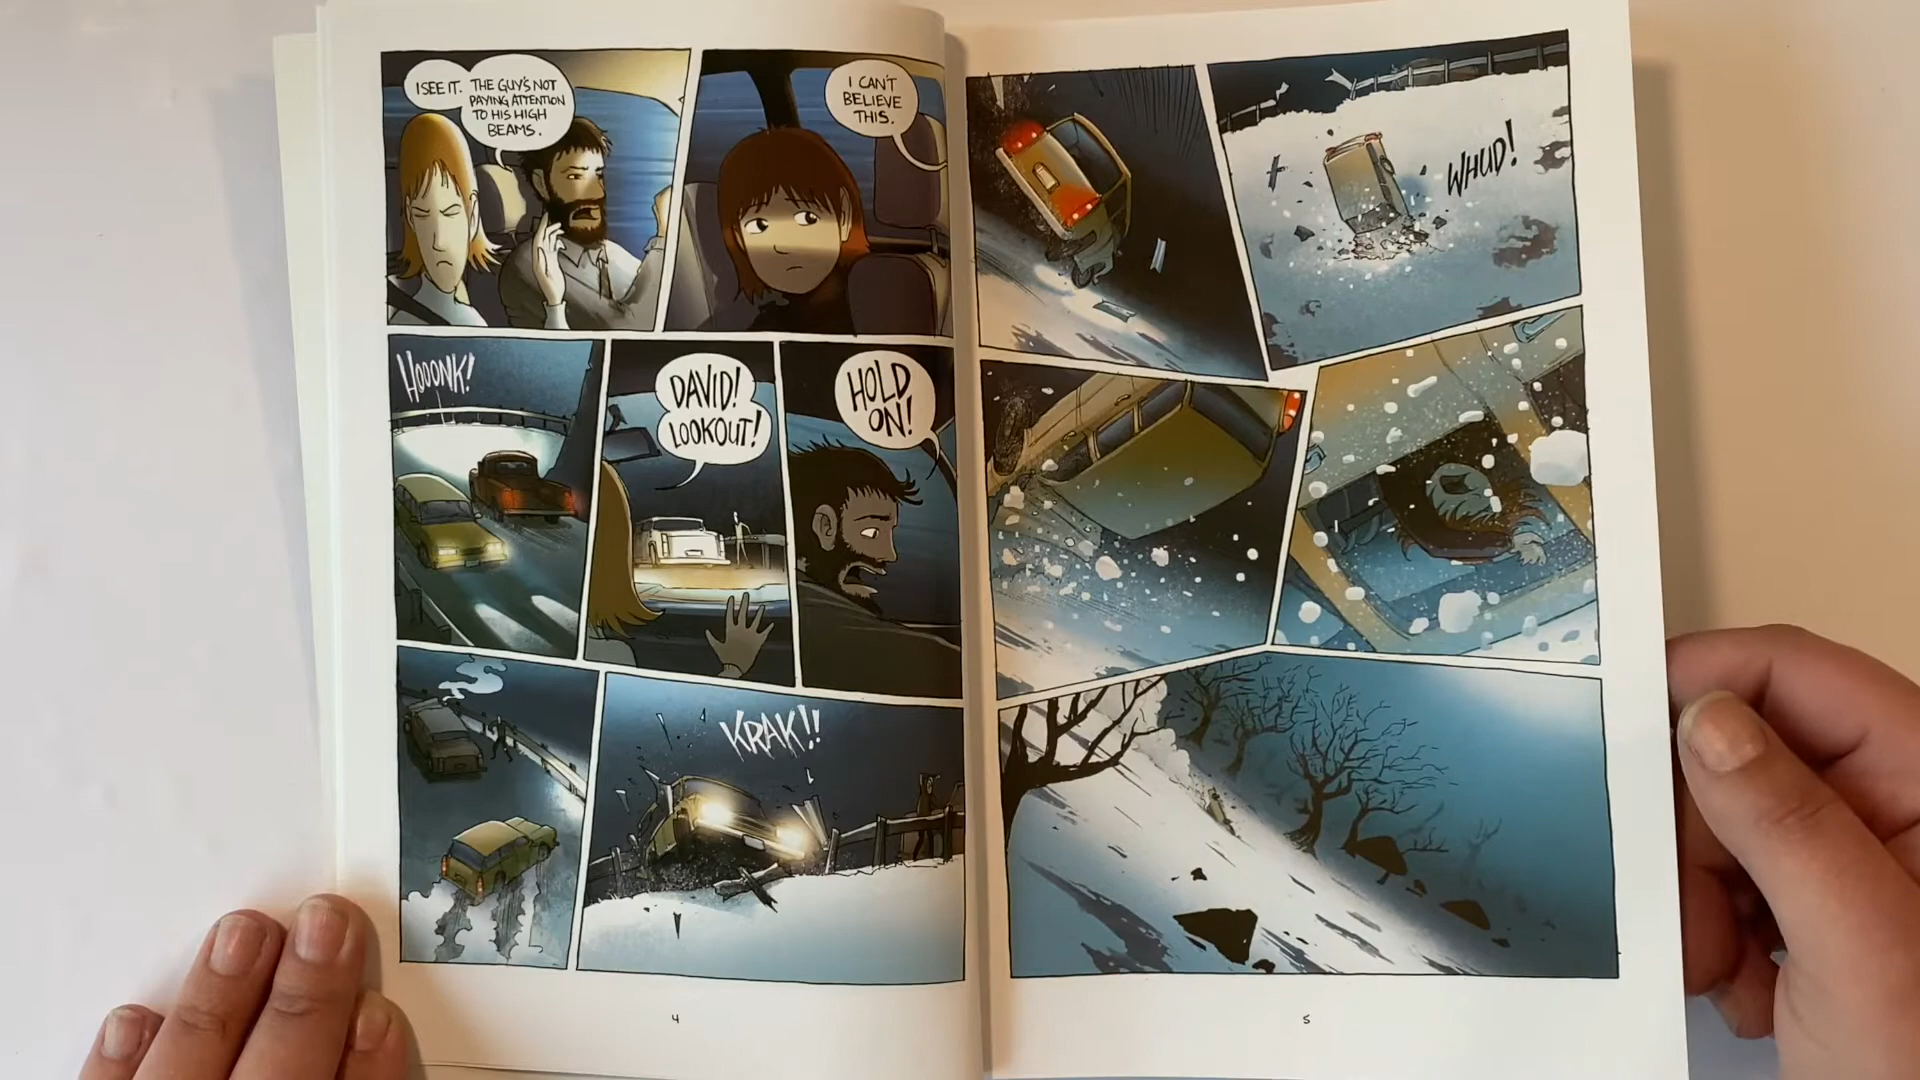 I SEE IT.
THE GUY'S NOT
PAYING ATTENTION
TO HIS HIGH
BEAMS.
I CAN'T
BELIEVE
THIS.
HOOONK!
DAVID!
LOOKOUT!
HOLD
ON!
KRAK!!
4
WHUD!
5